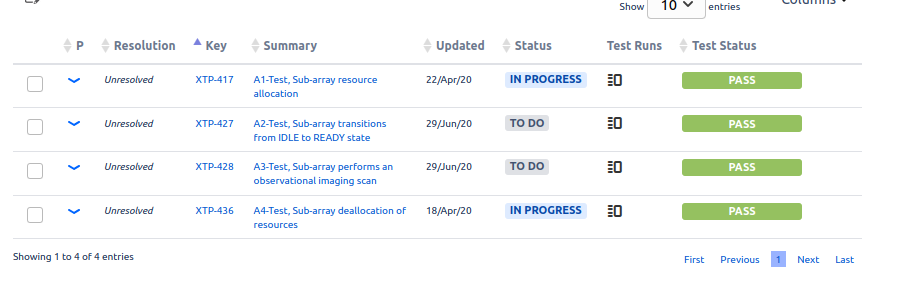 Show 10 entries
Columns
P Resolution Key Summary Updated Status Test Runs Test Status
Unresolved XTP-417 A1-Test, Sub-array resource 22/Apr/20 IN PROGRESS PASS
allocation
Unresolved XTP-427 A2-Test, Sub-array transitions 29/Jun/20 TO DO PASS
from IDLE to READY state
Unresolved XTP-428 A3-Test, Sub-array performs an 29/Jun/20 TO DO PASS
observational imaging scan
Unresolved XTP-436 A4-Test, Sub-array deallocation of 18/Apr/20 IN PROGRESS PASS
resources
Showing 1 to 4 of 4 entries First Previous 1 Next Last